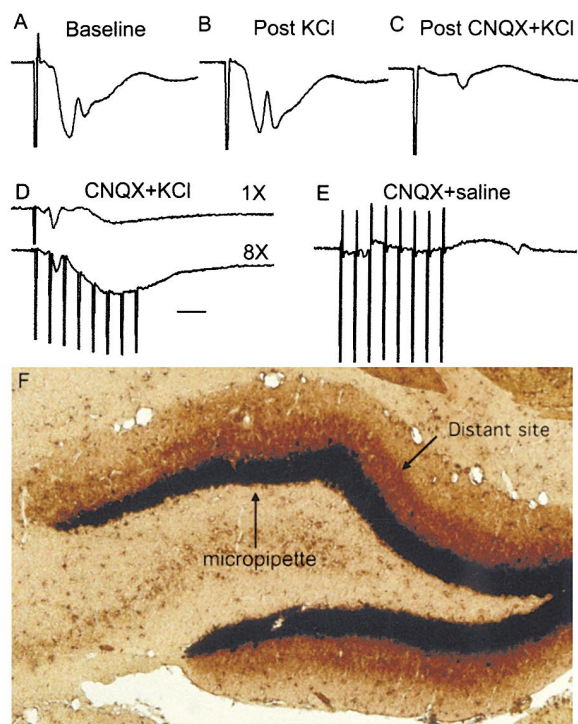 A
Baseline
B
Post KCl
C
Post CNQX+KCl
D
CNQX+KCl
1X
8X
E
CNQX+saline
F
Distant site
micropipette